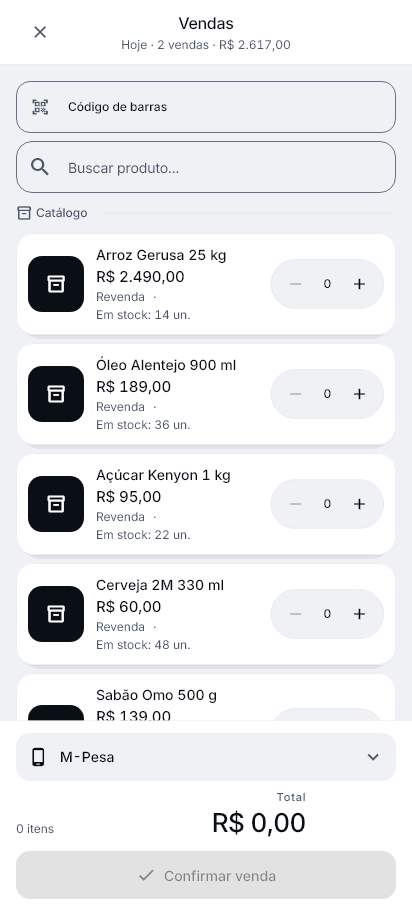 Vendas
Hoje · 2 vendas · R$ 2.617,00
Código de barras
Buscar produto...
Catálogo
Arroz Gerusa 25 kg
R$ 2.490,00
Revenda ·
Em stock: 14 un.
0
Óleo Alentejo 900 ml
R$ 189,00
Revenda ·
Em stock: 36 un.
0
Açúcar Kenyon 1 kg
R$ 95,00
Revenda ·
Em stock: 22 un.
0
Cerveja 2M 330 ml
R$ 60,00
Revenda ·
Em stock: 48 un.
0
Sabão Omo 500 g
R$ 139,00
M-Pesa
Total
0 itens
R$ 0,00
Confirmar venda